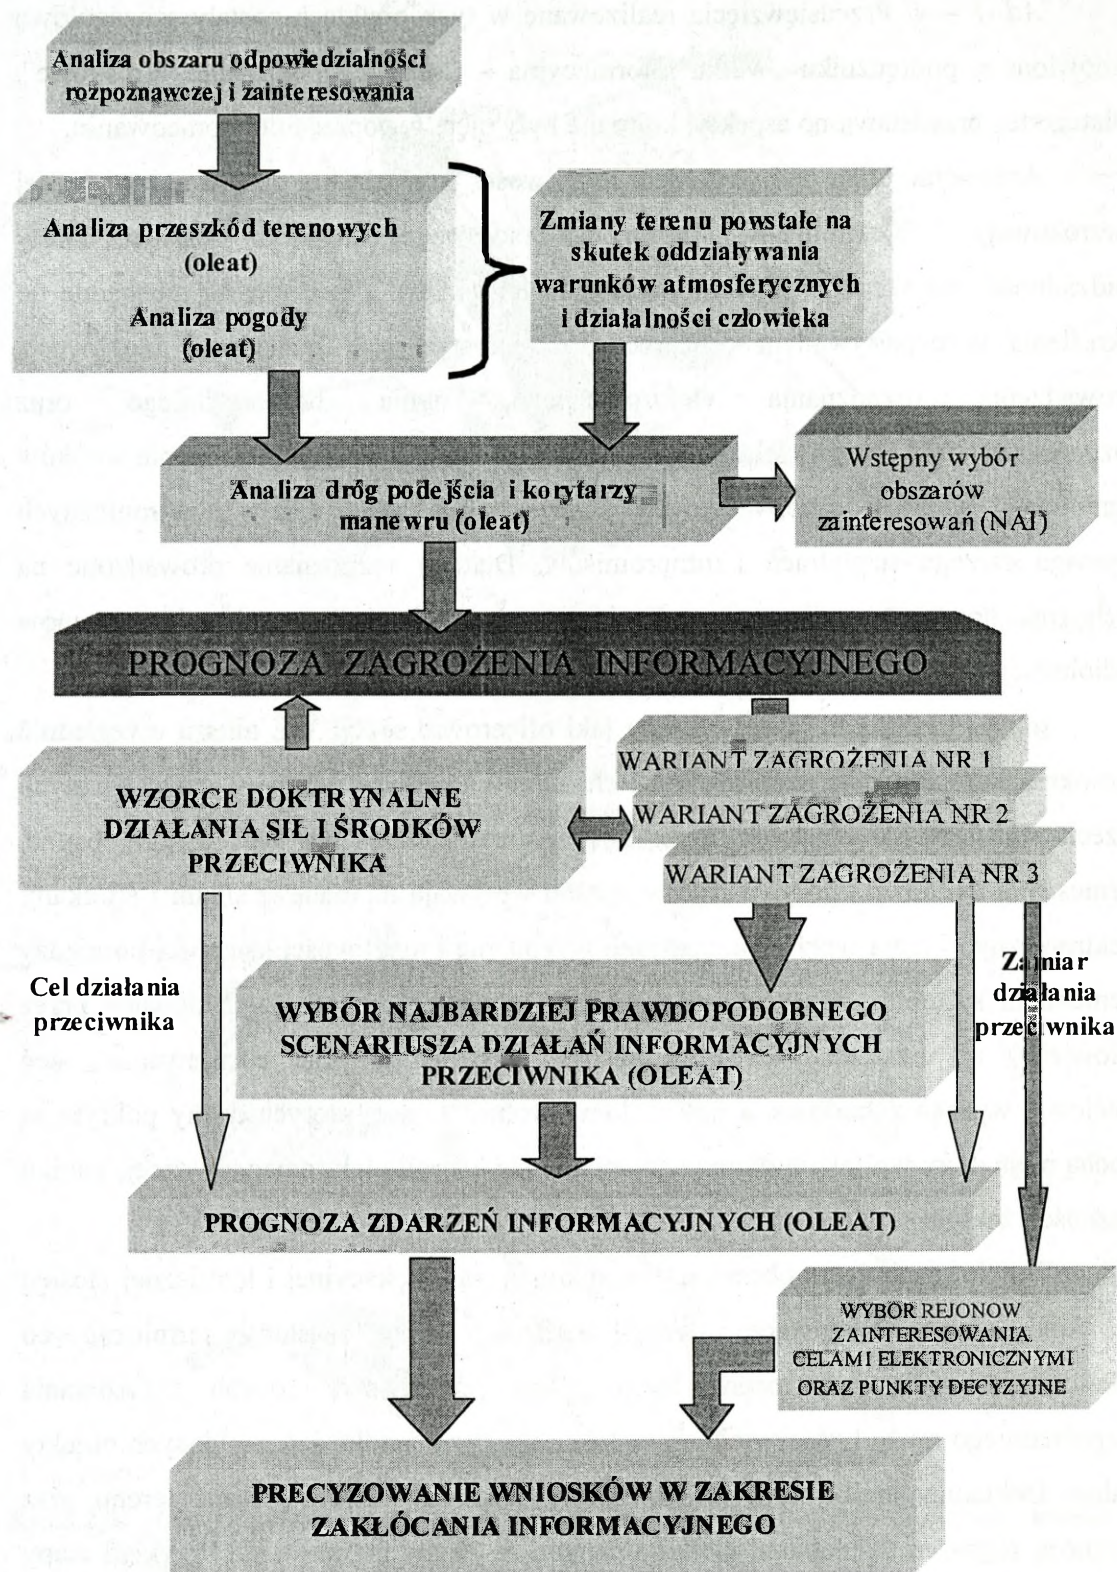 Analiza obszaru odpowiedzialności
rozpoznawczej i zainteresowania
Analiza przeszkód terenowych
(oleat)
Analiza pogody
(oleat)
Zmiany terenu powstałe na
skutek oddziaływania
warunków atmosferycznych
i działalności człowieka
Analiza dróg podejścia i korytarzy
manewru (oleat)
Wstępny wybór
obszarów
zainteresowań (NAI)
PROGNOZA ZAGROŻENIA INFORMACYJNEGO
WZORCE DOKTRYNALNE
DZIAŁANIA SIŁ I ŚRODKÓW
PRZECIWNIKA
WARIANT ZAGROŻENIA NR 1
WARIANT ZAGROŻENIA NR 2
WARIANT ZAGROŻENIA NR 3
Cel działania
przeciwnika
Zamiar
działania
przeciwnika
WYBÓR NAJBARDZIEJ PRAWDOPODOBNEGO
SCENARIUSZA DZIAŁAŃ INFORMACYJNYCH
PRZECIWNIKA (OLEAT)
PROGNOZA ZDARZEŃ INFORMACYJNYCH (OLEAT)
WYBÓR REJONÓW
ZAINTERESOWANIA
CELAMI ELEKTRONICZNYMI
ORAZ PUNKTY DECYZYJNE
PRECYZOWANIE WNIOSKÓW W ZAKRESIE
ZAKŁÓCANIA INFORMACYJNEGO